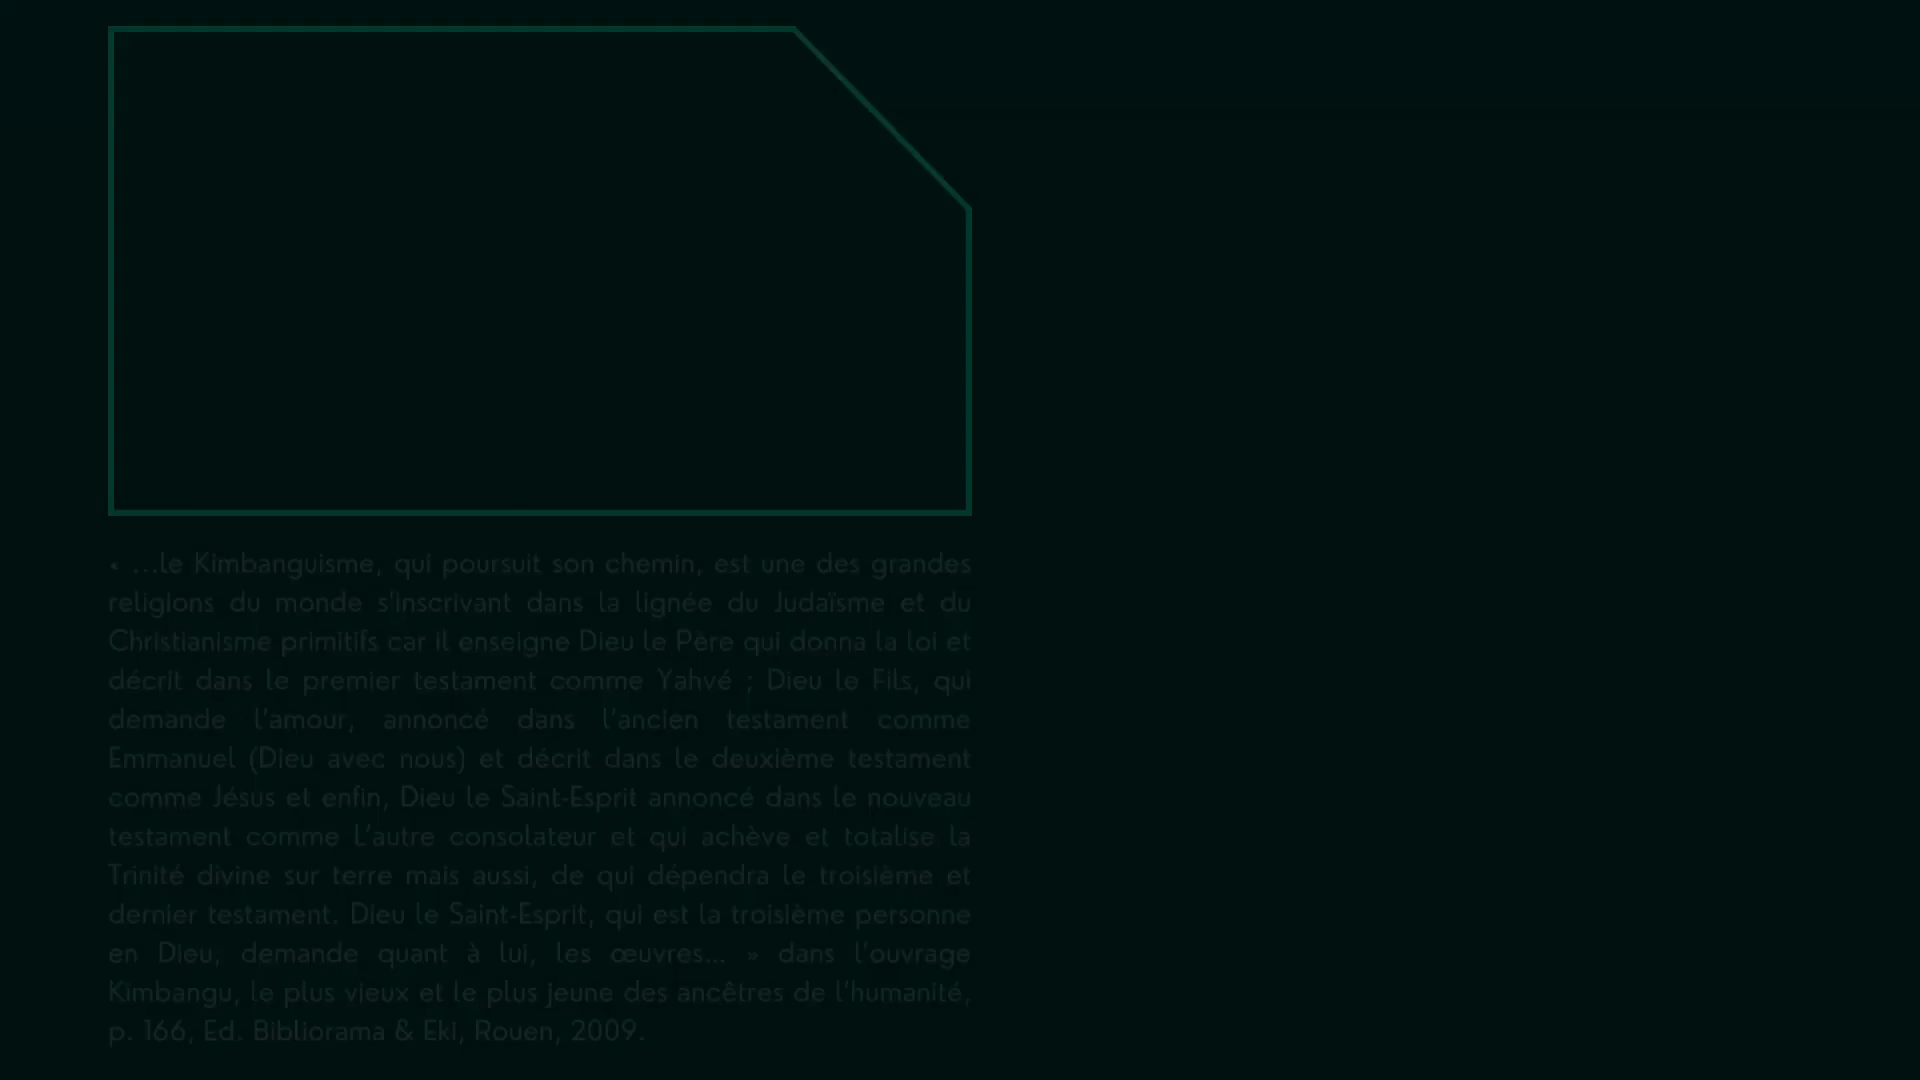 « ...le Kimbanguisme, qui poursuit son chemin, est une des grandes
religions du monde s'inscrivant dans la lignée du Judaïsme et du
Christianisme primitifs car il enseigne Dieu le Père qui donna la loi et
décrit dans le premier testament comme Yahvé ; Dieu le Fils, qui
demande l'amour, annoncé dans l'ancien testament comme
Emmanuel (Dieu avec nous) et décrit dans le deuxième testament
comme Jésus et enfin, Dieu le Saint-Esprit annoncé dans le nouveau
testament comme L'autre consolateur et qui achève et totalise la
Trinité divine sur terre mais aussi, de qui dépendra le troisième et
dernier testament. Dieu le Saint-Esprit, qui est la troisième personne
en Dieu, demande quant à lui, les œuvres... » dans l'ouvrage
Kimbangu, le plus vieux et le plus jeune des ancêtres de l'humanité,
p. 166, Ed. Bibliorama & Eki, Rouen, 2009.